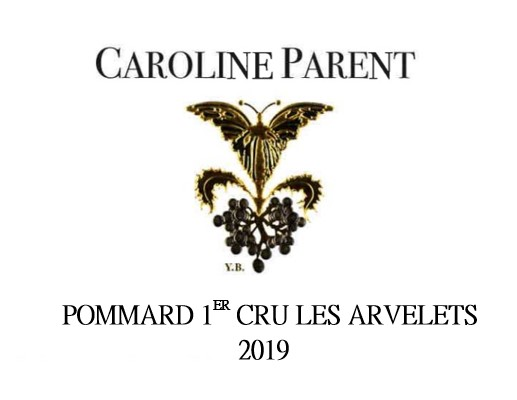 CAROLINE PARENT
Y.B.
POMMARD 1ER CRU LES ARVELETS
2019